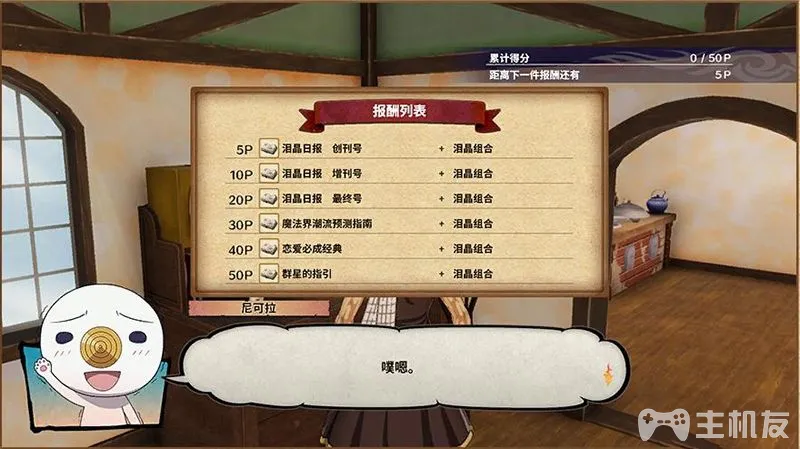 累计得分 0 / 50P
距离下一件报酬还有 5P
报酬列表
5P 泪晶日报 创刊号 + 泪晶组合
10P 泪晶日报 增刊号 + 泪晶组合
20P 泪晶日报 最终号 + 泪晶组合
30P 魔法界潮流预测指南 + 泪晶组合
40P 恋爱必成经典 + 泪晶组合
50P 群星的指引 + 泪晶组合
尼可拉
噗嗯。
主机友